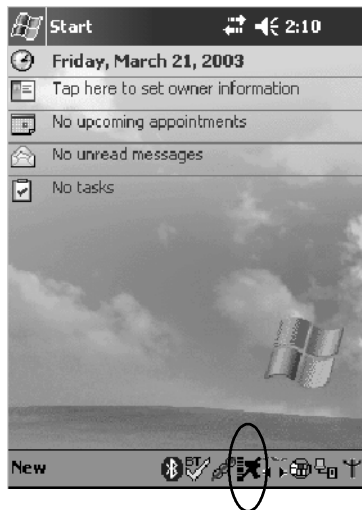 Start 2:10
Friday, March 21, 2003
Tap here to set owner information
No upcoming appointments
No unread messages
No tasks
New BT